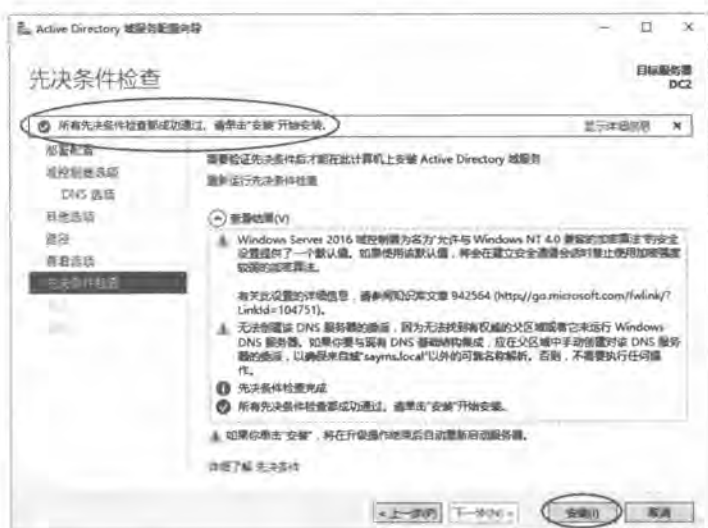 Active Directory 域服务配置向导
先决条件检查
目标服务器
DC2
所有先决条件检查都成功通过。请单击"安装"开始安装。
显示详细信息
部署配置
域控制器选项
DNS 选项
其他选项
路径
查看选项
先决条件检查
需要验证先决条件后才能在此计算机上安装 Active Directory 域服务
重新运行先决条件检查
查看结果(V)
Windows Server 2016 域控制器为名为"允许与 Windows NT 4.0 兼容的加密算法"的安全
设置提供了一个默认值。如果使用该默认值，将会在建立安全通道会话时禁止使用加密强度
较弱的加密算法。
有关此设置的详细信息，请参阅知识库文章 942564 (http://go.microsoft.com/fwlink/?
LinkId=104751)。
无法创建该 DNS 服务器的委派，因为无法找到有权威的父区域或者它未运行 Windows
DNS 服务器。如果你要与现有 DNS 基础结构集成，应在父区域中手动创建对该 DNS 服务
器的委派，以确保来自域"sayms.local"以外的可靠名称解析。否则，不需要执行任何操
作。
先决条件检查完成
所有先决条件检查都成功通过。请单击"安装"开始安装。
如果你单击"安装"，将在升级操作结束后自动重新启动服务器。
详细了解 先决条件
< 上一步(P)
下一步(N) >
安装(I)
取消